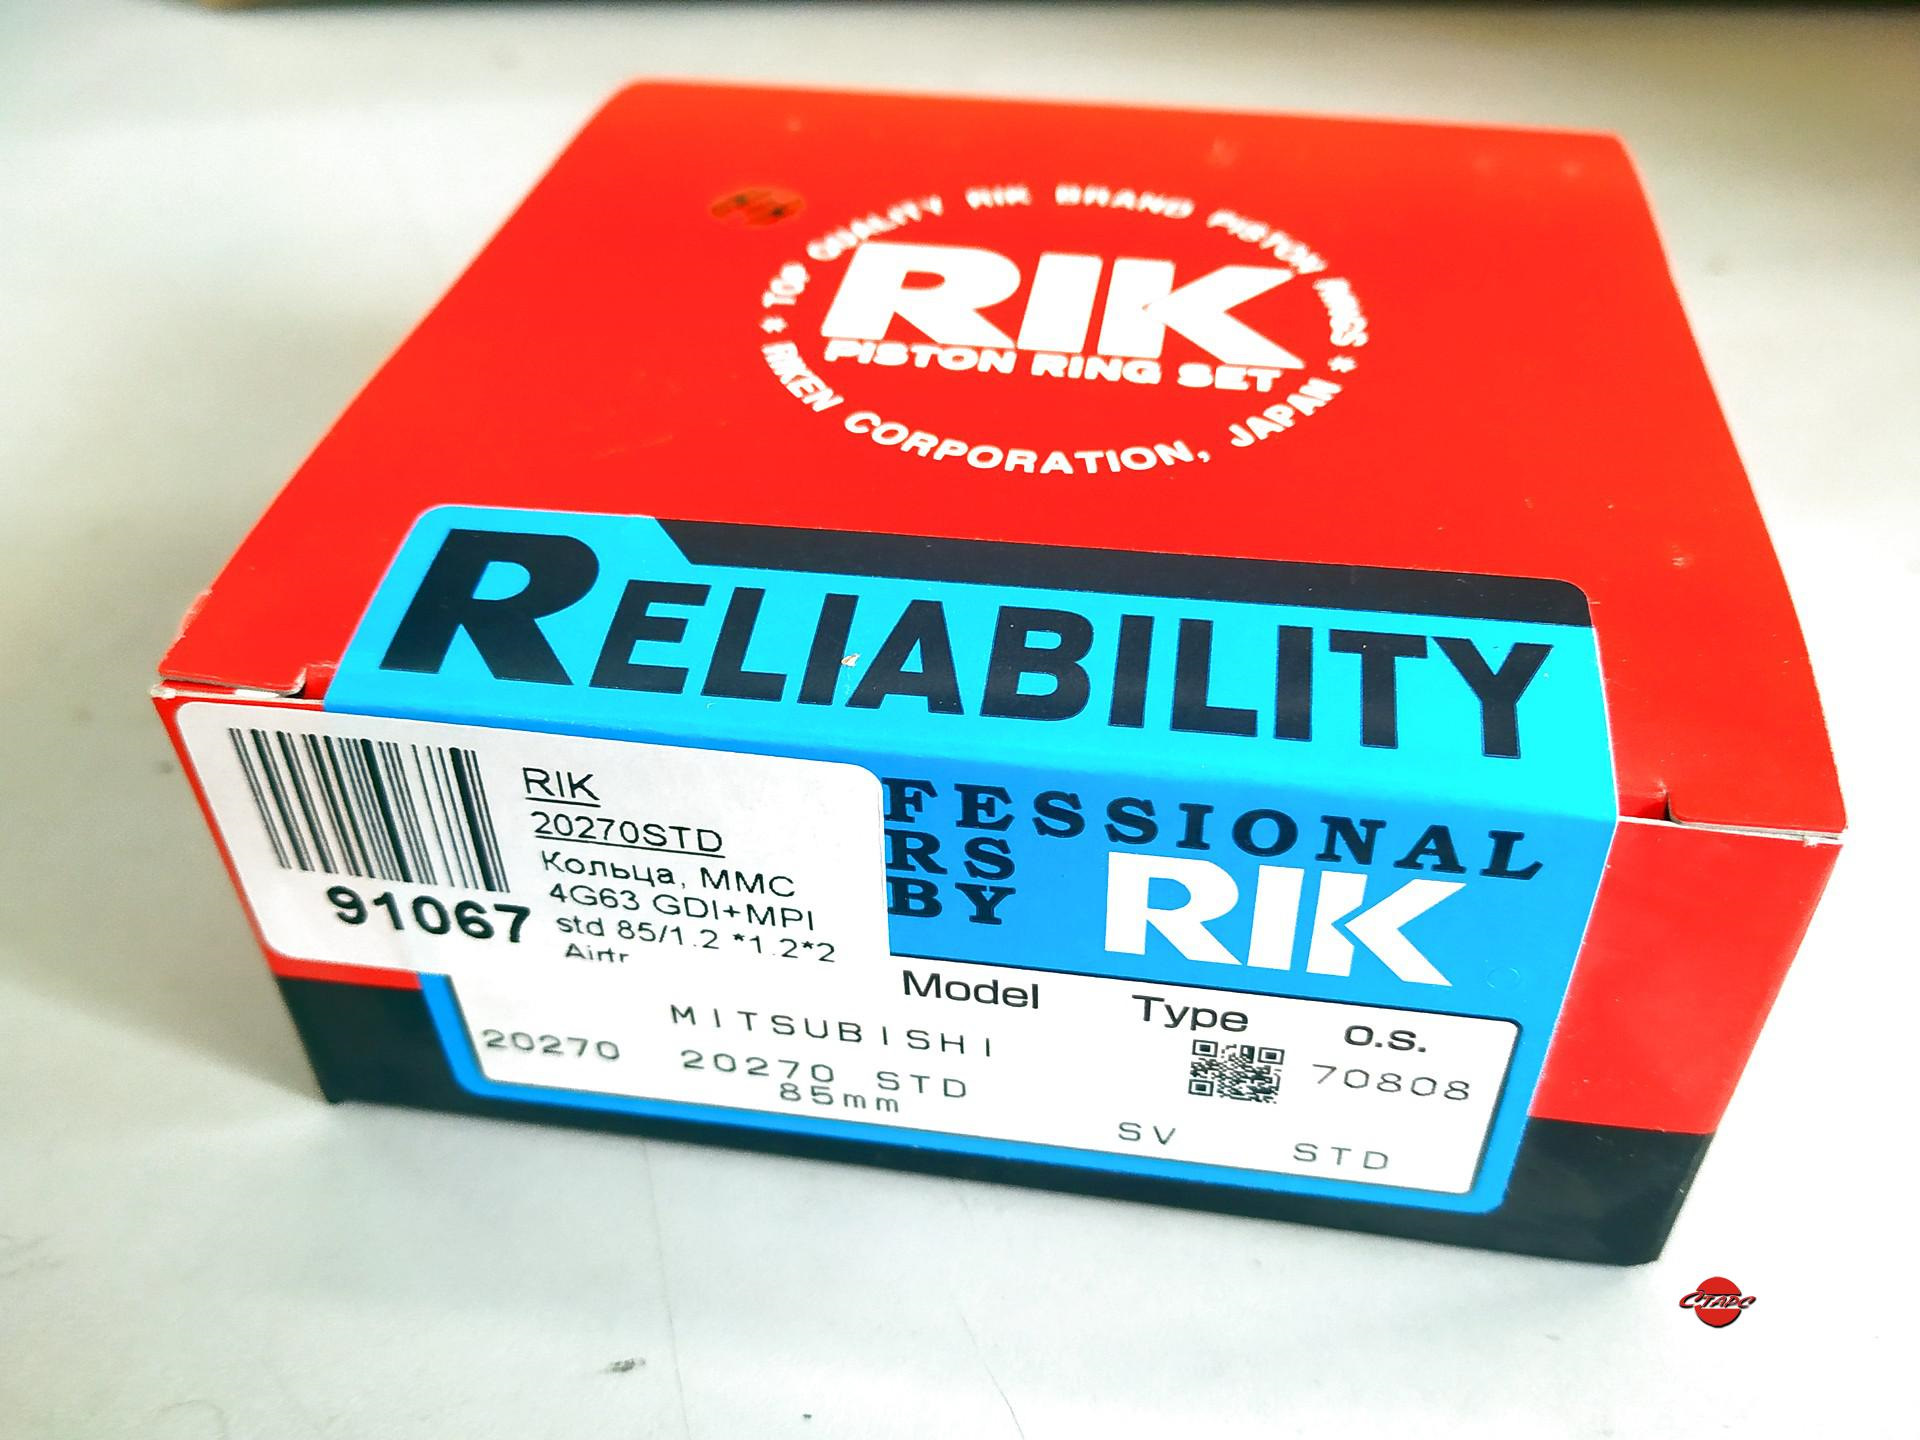 TOP QUALITY RIK BRAND PISTON RINGS
RIK
PISTON RING SET
* RIKEN CORPORATION, JAPAN *
RELIABILITY
FESSIONAL
RS
BY
RIK
RIK
20270STD
Кольца, MMC
4G63 GDI+MPI
std 85/1.2 *1.2*2
Airtr
91067
Model
Type
O.S.
MITSUBISHI
20270
20270 STD
70808
85mm
SV
STD
СТАРС